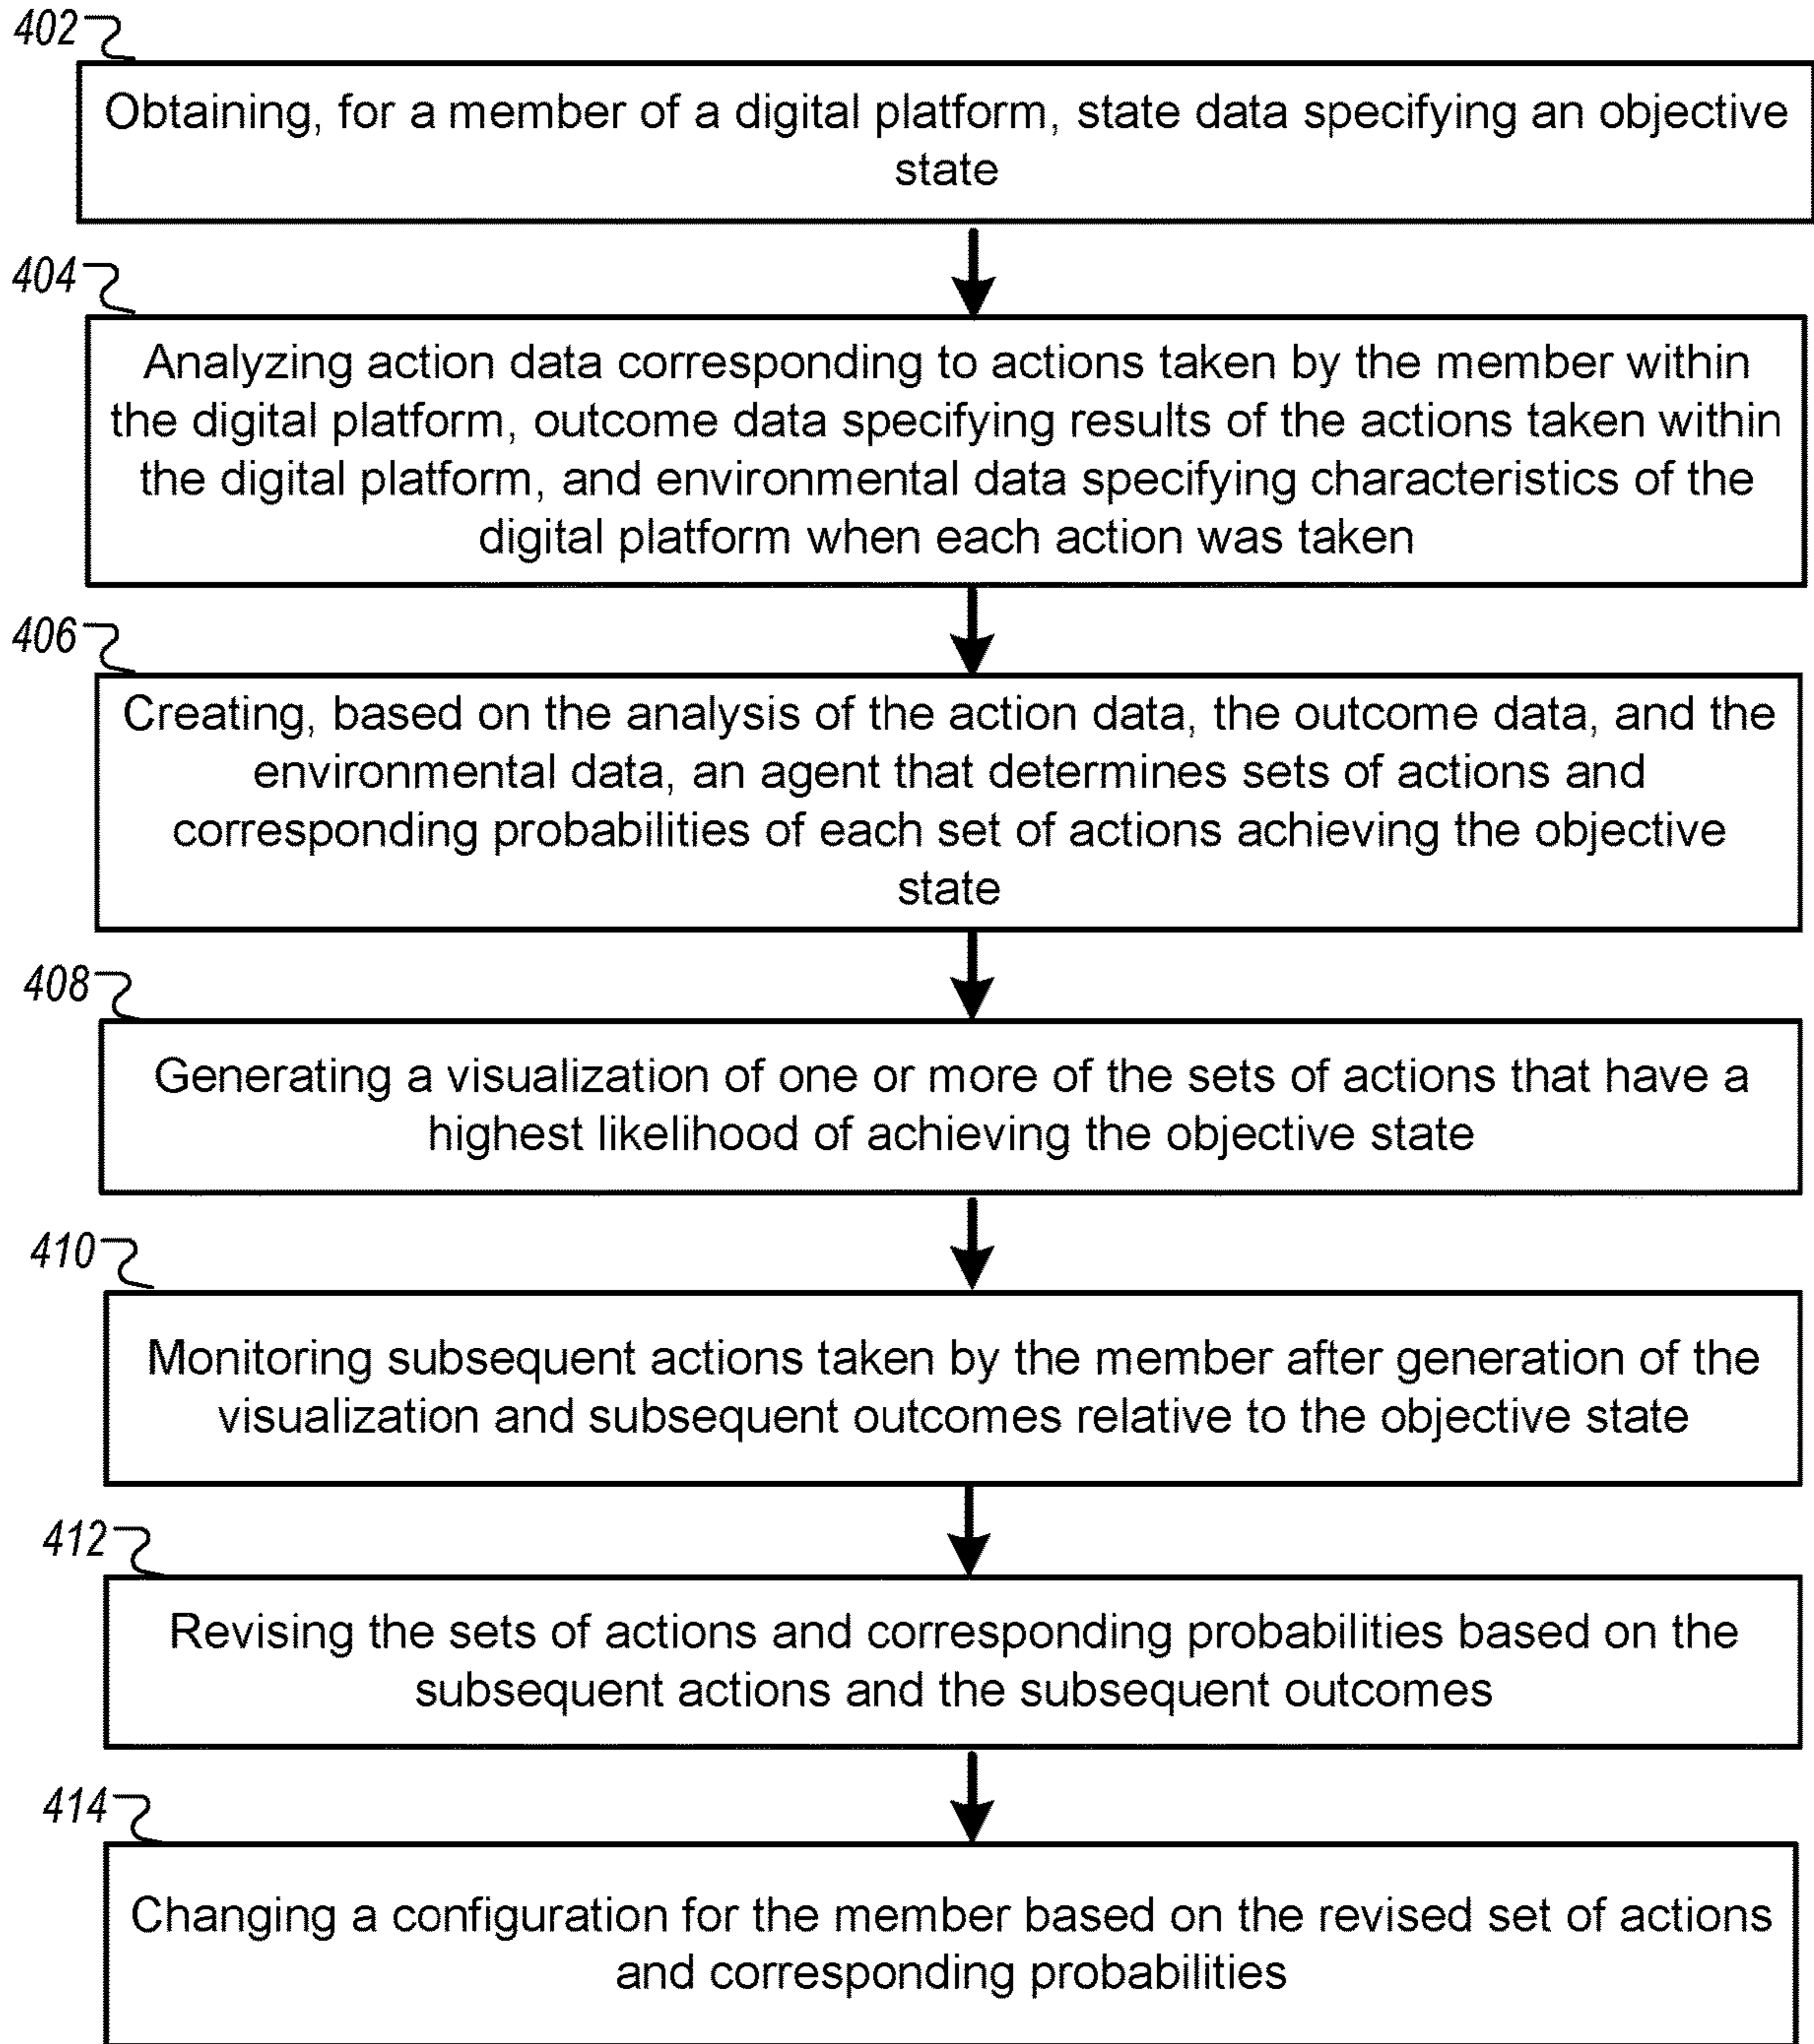 402
Obtaining, for a member of a digital platform, state data specifying an objective
state
404
Analyzing action data corresponding to actions taken by the member within
the digital platform, outcome data specifying results of the actions taken within
the digital platform, and environmental data specifying characteristics of the
digital platform when each action was taken
406
Creating, based on the analysis of the action data, the outcome data, and the
environmental data, an agent that determines sets of actions and
corresponding probabilities of each set of actions achieving the objective
state
408
Generating a visualization of one or more of the sets of actions that have a
highest likelihood of achieving the objective state
410
Monitoring subsequent actions taken by the member after generation of the
visualization and subsequent outcomes relative to the objective state
412
Revising the sets of actions and corresponding probabilities based on the
subsequent actions and the subsequent outcomes
414
Changing a configuration for the member based on the revised set of actions
and corresponding probabilities